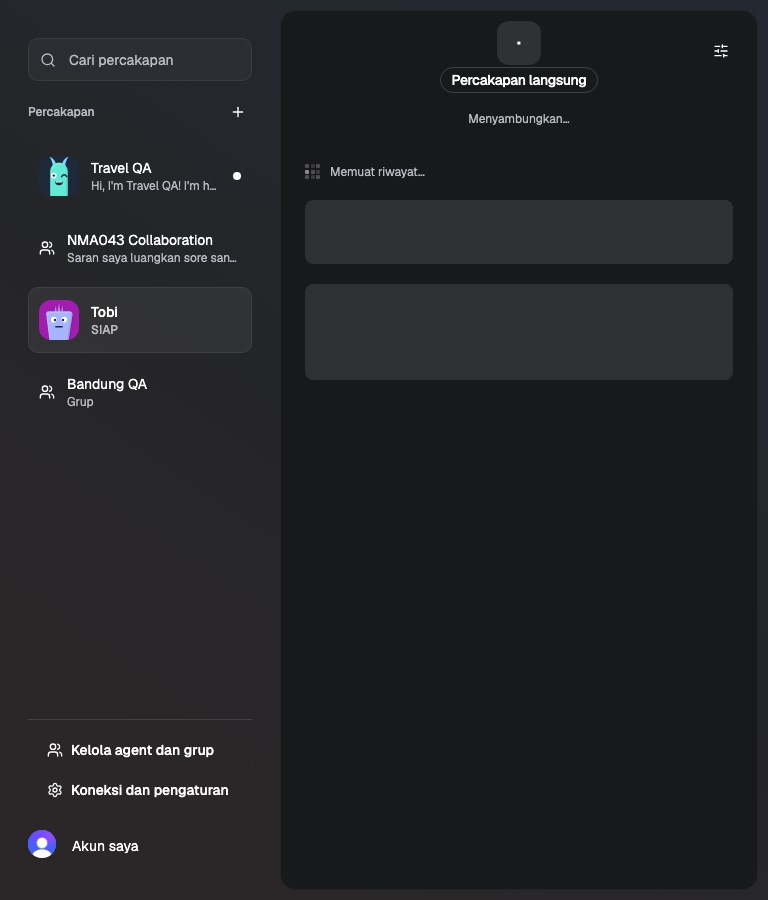 Cari percakapan
Percakapan
Travel QA
Hi, I'm Travel QA! I'm h...
NMA043 Collaboration
Saran saya luangkan sore san...
Tobi
SIAP
Bandung QA
Grup
Kelola agent dan grup
Koneksi dan pengaturan
Akun saya
Percakapan langsung
Menyambungkan...
Memuat riwayat...